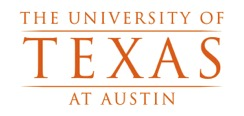 THE UNIVERSITY OF
TEXAS
AT AUSTIN